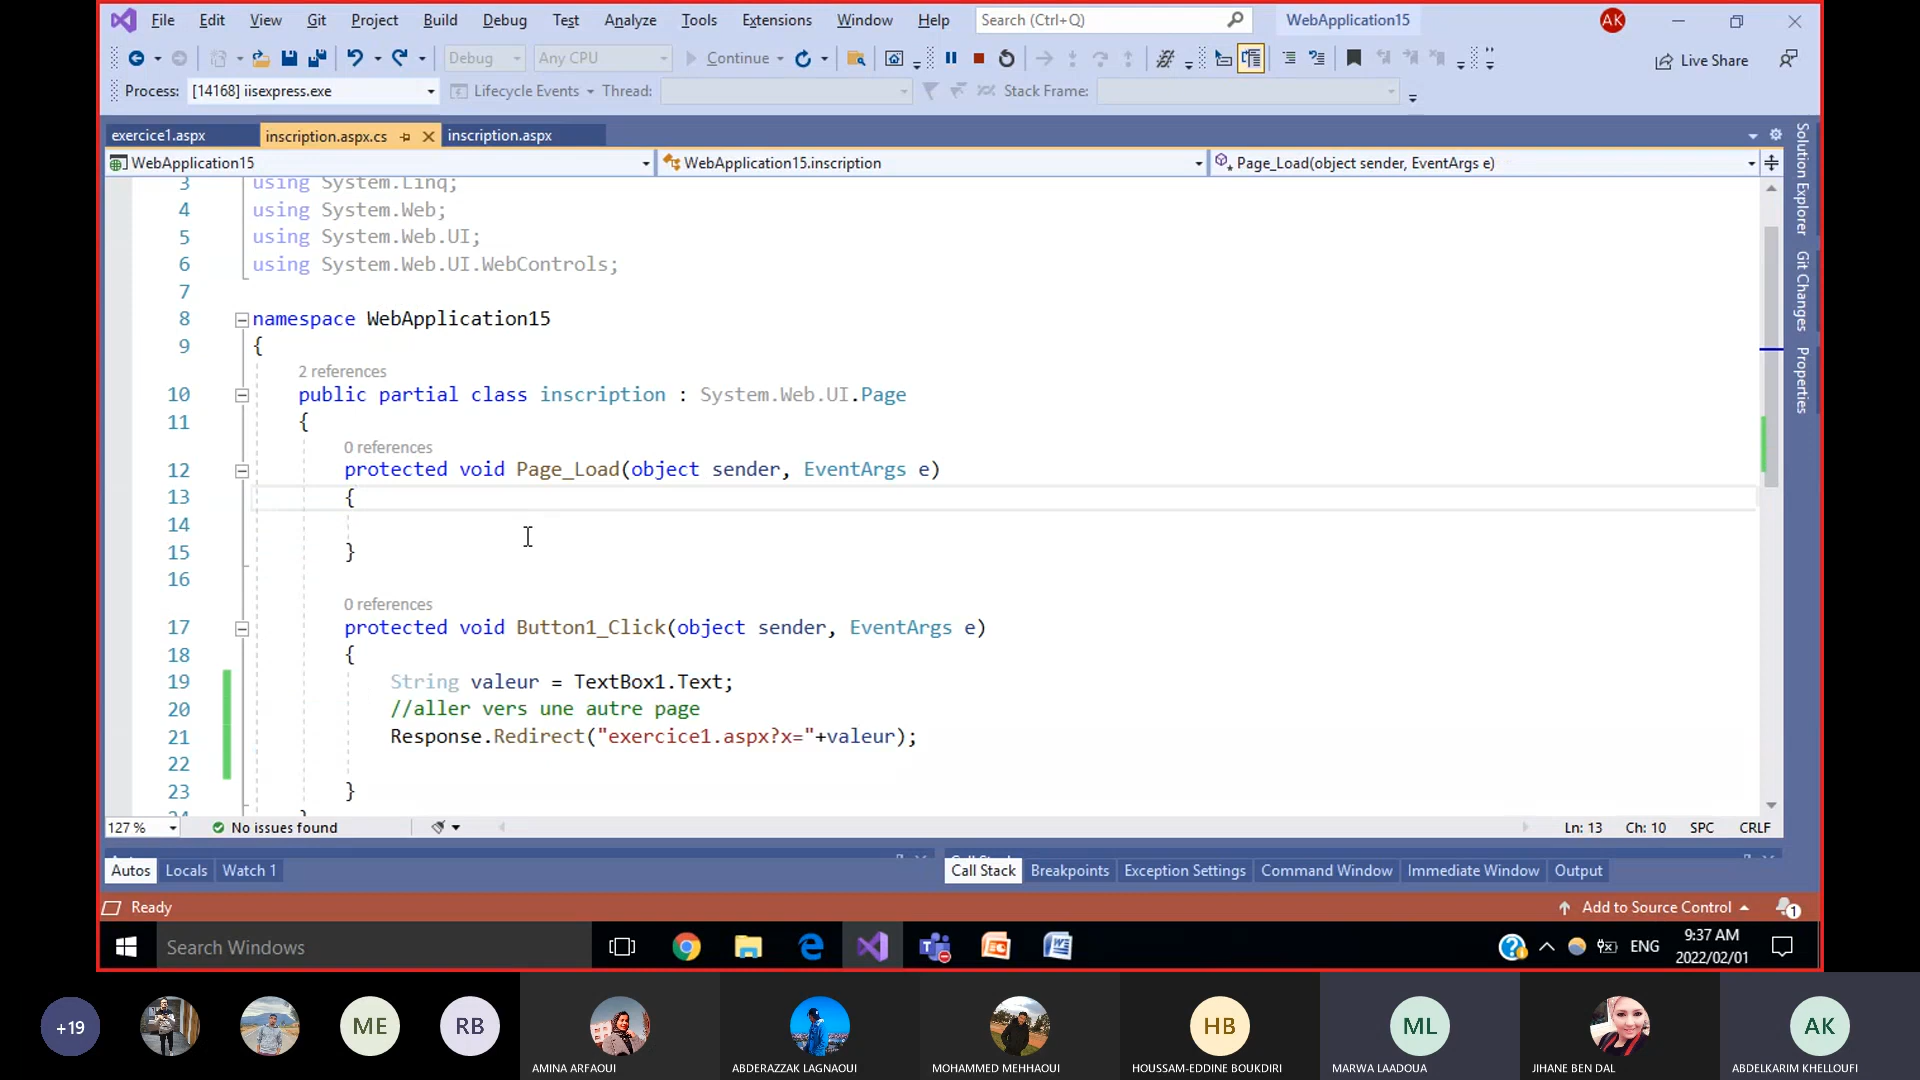 File Edit View Git Project Build Debug Test Analyze Tools Extensions Window Help Search (Ctrl+Q) WebApplication15 AK
Debug Any CPU Continue Live Share
Process: [14168] iisexpress.exe Lifecycle Events Thread: Stack Frame:
exercice1.aspx inscription.aspx.cs inscription.aspx
WebApplication15 WebApplication15.inscription Page_Load(object sender, EventArgs e)
3 using System.Linq;
4 using System.Web;
5 using System.Web.UI;
6 using System.Web.UI.WebControls;
7
8 namespace WebApplication15
9 {
2 references
10 public partial class inscription : System.Web.UI.Page
11 {
0 references
12 protected void Page_Load(object sender, EventArgs e)
13 {
14
15 }
16
0 references
17 protected void Button1_Click(object sender, EventArgs e)
18 {
19 String valeur = TextBox1.Text;
20 //aller vers une autre page
21 Response.Redirect("exercice1.aspx?x="+valeur);
22
23 }
Solution Explorer
Git Changes
Properties
127 % No issues found Ln: 13 Ch: 10 SPC CRLF
Autos Locals Watch 1 Call Stack Breakpoints Exception Settings Command Window Immediate Window Output
Ready Add to Source Control 1
Search Windows ENG 9:37 AM
2022/02/01
+19 ME RB HB ML AK
AMINA ARFAOUI ABDERAZZAK LAGNAOUI MOHAMMED MEHHAOUI HOUSSAM-EDDINE BOUKDIRI MARWA LAADOUA JIHANE BEN DAL ABDELKARIM KHELLOUFI